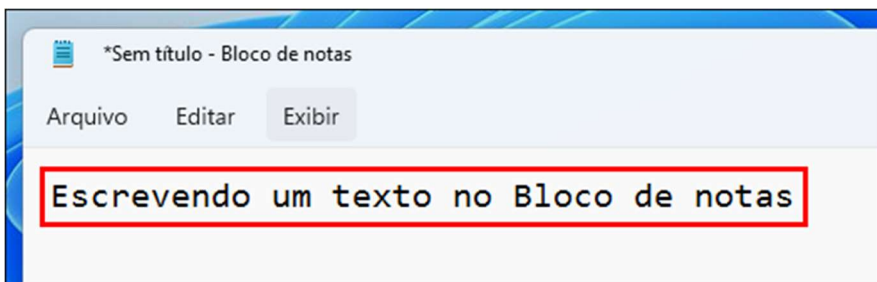 *Sem título - Bloco de notas
Arquivo Editar Exibir
Escrevendo um texto no Bloco de notas